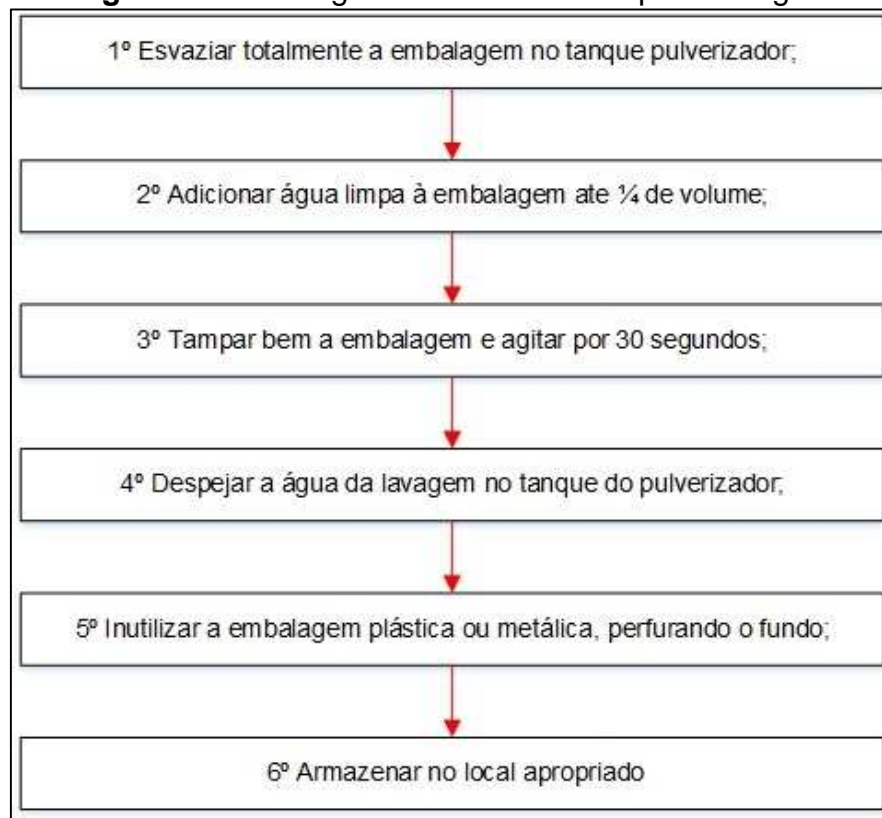 1º Esvaziar totalmente a embalagem no tanque pulverizador;
2º Adicionar água limpa à embalagem ate ¼ de volume;
3º Tampar bem a embalagem e agitar por 30 segundos;
4º Despejar a água da lavagem no tanque do pulverizador;
5º Inutilizar a embalagem plástica ou metálica, perfurando o fundo;
6º Armazenar no local apropriado